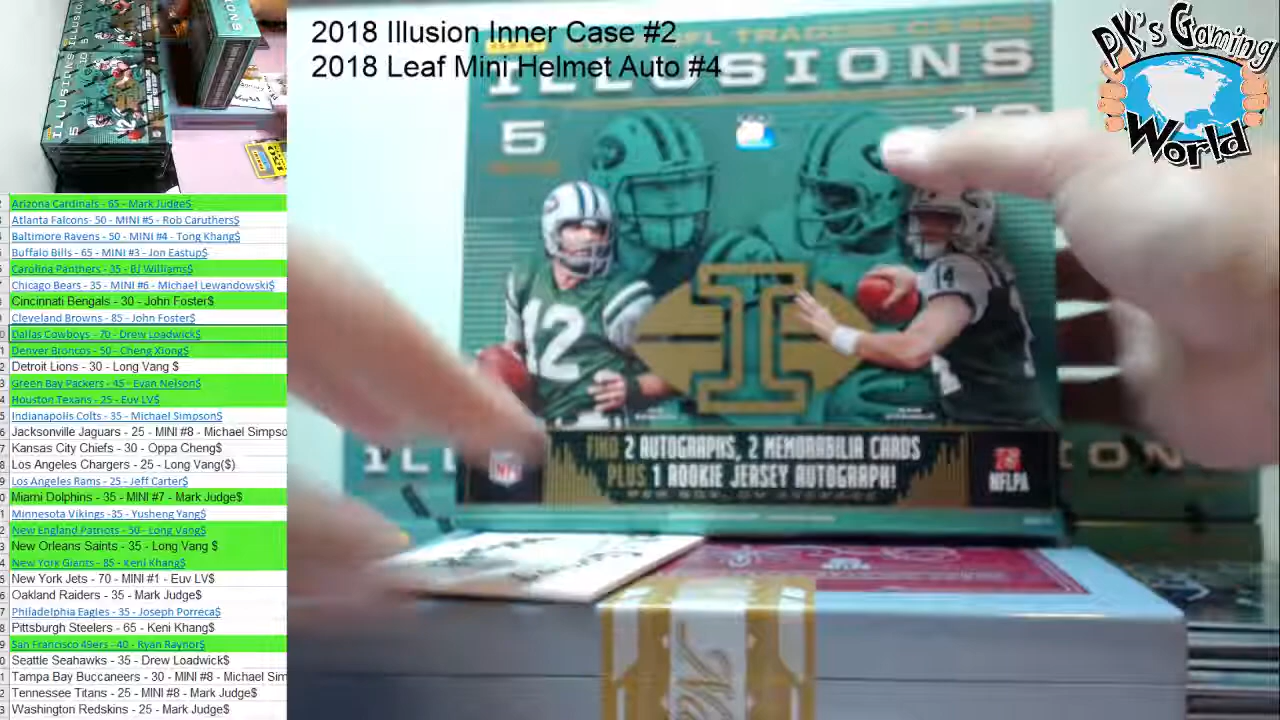 2018 Illusion Inner Case #2
2018 Leaf Mini Helmet Auto #4
PK's Gaming
World
ILLUSIONS
5
Arizona Cardinals - 65 - Mark Judge$
Atlanta Falcons- 50 - MINI #5 - Rob Caruthers$
Baltimore Ravens - 50 - MINI #4 - Tong Khang$
Buffalo Bills - 65 - MINI #3 - Jon Eastup$
Carolina Panthers - 35 - BJ Williams$
Chicago Bears - 35 - MINI #6 - Michael Lewandowski$
Cincinnati Bengals - 30 - John Foster$
Cleveland Browns - 85 - John Foster$
Dallas Cowboys - 70 - Drew Loadwick$
Denver Broncos - 50 - Cheng Xiong$
Detroit Lions - 30 - Long Vang $
Green Bay Packers - 45 - Evan Nelson$
Houston Texans - 25 - Euv LV$
Indianapolis Colts - 35 - Michael Simpson$
Jacksonville Jaguars - 25 - MINI #8 - Michael Simpso
Kansas City Chiefs - 30 - Oppa Cheng$
Los Angeles Chargers - 25 - Long Vang($)
Los Angeles Rams - 25 - Jeff Carter$
Miami Dolphins - 35 - MINI #7 - Mark Judge$
Minnesota Vikings -35 - Yusheng Yang$
New England Patriots - 50 - Long Vang$
New Orleans Saints - 35 - Long Vang $
New York Giants - 85 - Keni Khang$
New York Jets - 70 - MINI #1 - Euv LV$
Oakland Raiders - 35 - Mark Judge$
Philadelphia Eagles - 35 - Joseph Porreca$
Pittsburgh Steelers - 65 - Keni Khang$
San Francisco 49ers - 40 - Ryan Raynor$
Seattle Seahawks - 35 - Drew Loadwick$
Tampa Bay Buccaneers - 30 - MINI #8 - Michael Sim
Tennessee Titans - 25 - MINI #8 - Mark Judge$
Washington Redskins - 25 - Mark Judge$
12
14
FIND 2 AUTOGRAPHS, 2 MEMORABILIA CARDS
PLUS 1 ROOKIE JERSEY AUTOGRAPH!
PER BOX, ON AVERAGE
NFL
NFLPA